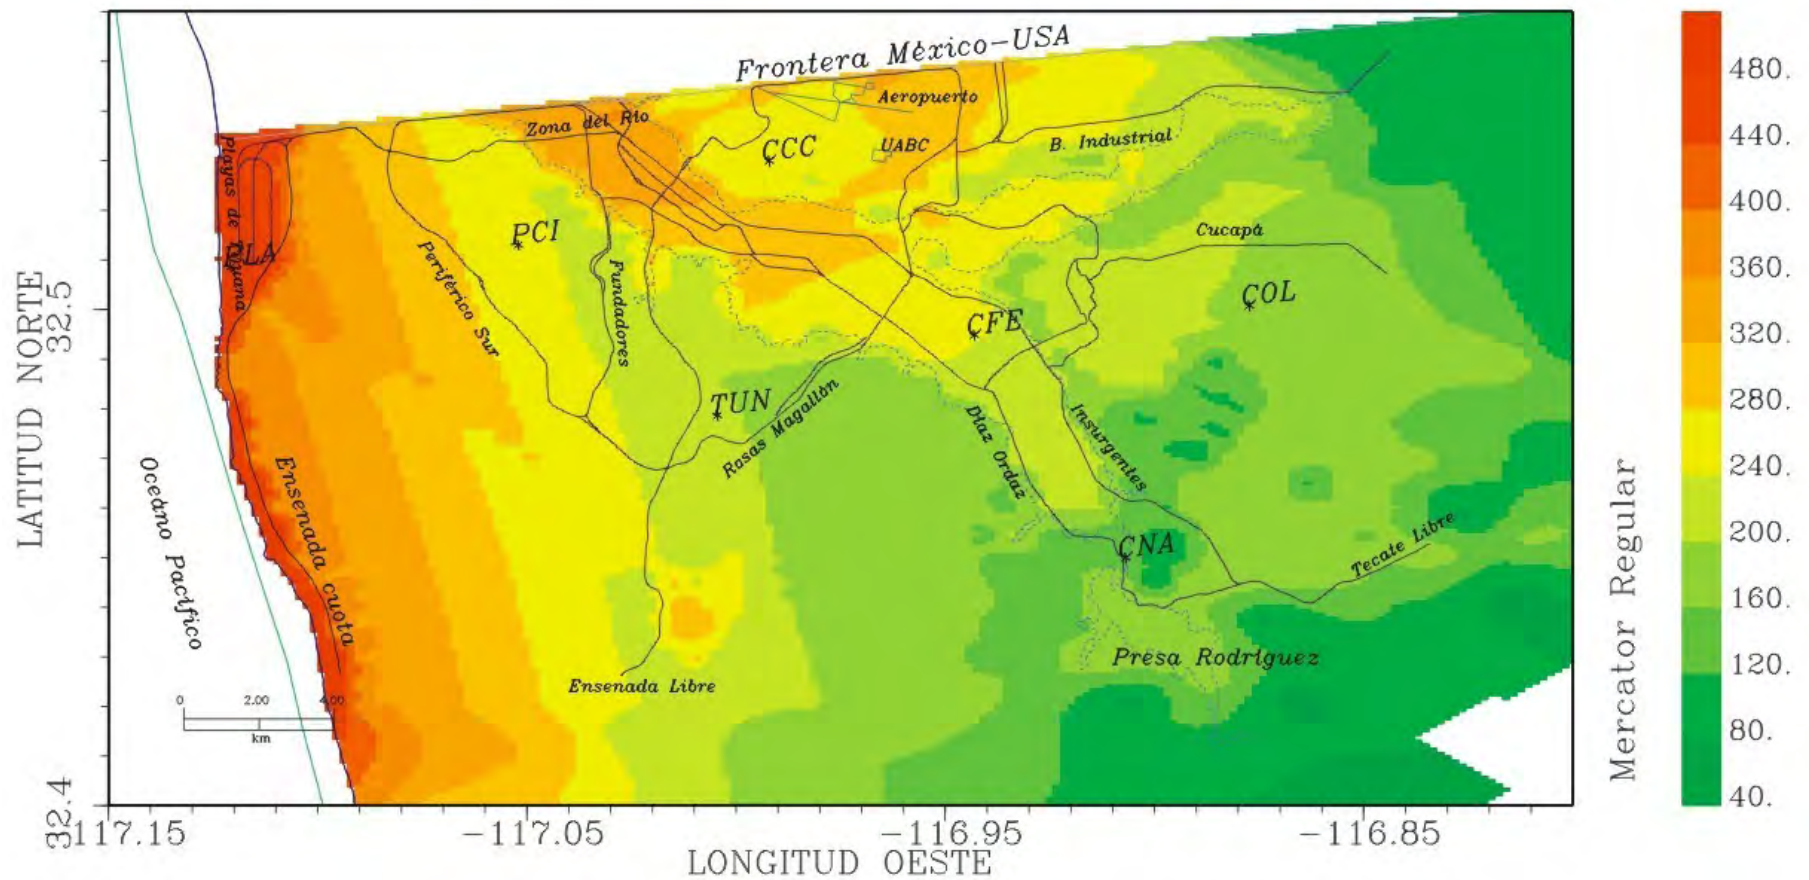 Frontera México-USA
Aeropuerto
Zona del Río
CCC
UABC
B. Industrial
Playas de Tijuana
PLA
PCI
Cucapá
Periférico Sur
Fundadores
COL
CFE
TUN
Rosas Magallón
Díaz Ordaz
Insurgentes
Ensenada cuota
Océano Pacífico
CNA
Tecate Libre
Presa Rodríguez
Ensenada Libre
0 2.00 4.00
km
LATITUD NORTE
32.5
32.4
-117.15 -117.05 -116.95 -116.85
LONGITUD OESTE
Mercator Regular
480.
440.
400.
360.
320.
280.
240.
200.
160.
120.
80.
40.